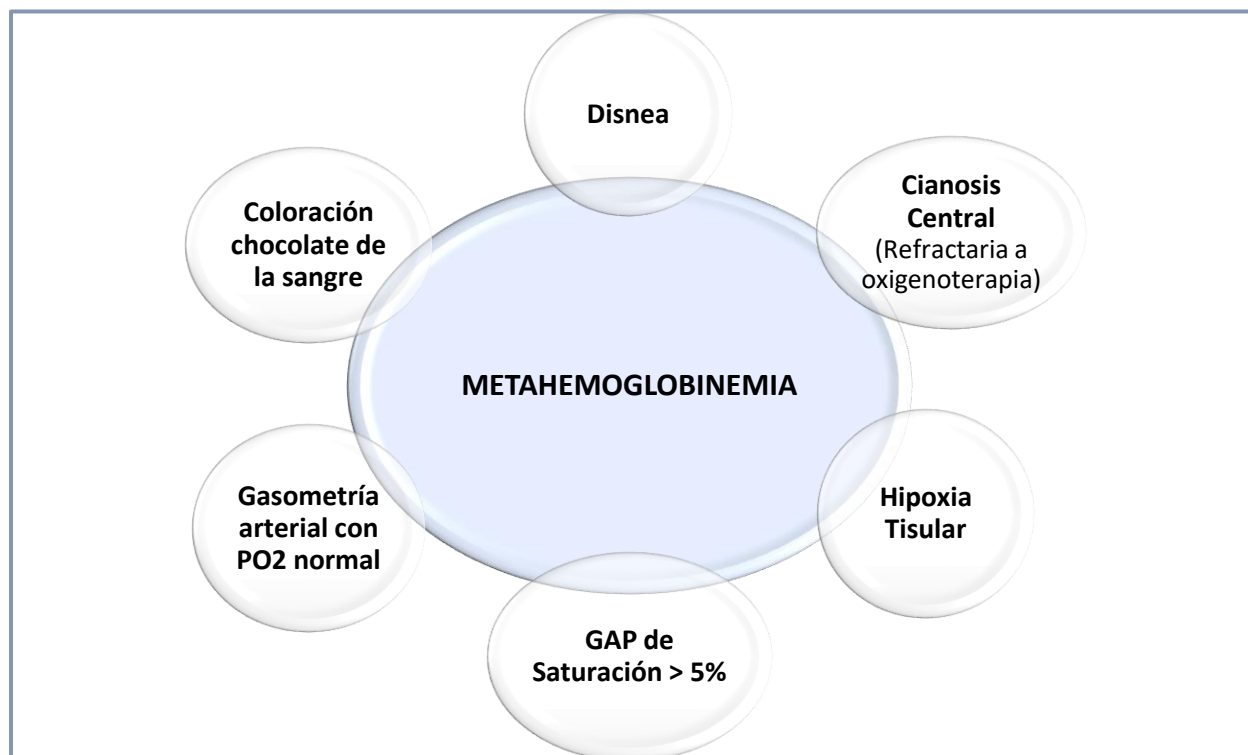 Disnea
Cianosis
Central
(Refractaria a
oxigenoterapia)
Coloración
chocolate de
la sangre
METAHEMOGLOBINEMIA
Gasometría
arterial con
PO2 normal
Hipoxia
Tisular
GAP de
Saturación > 5%